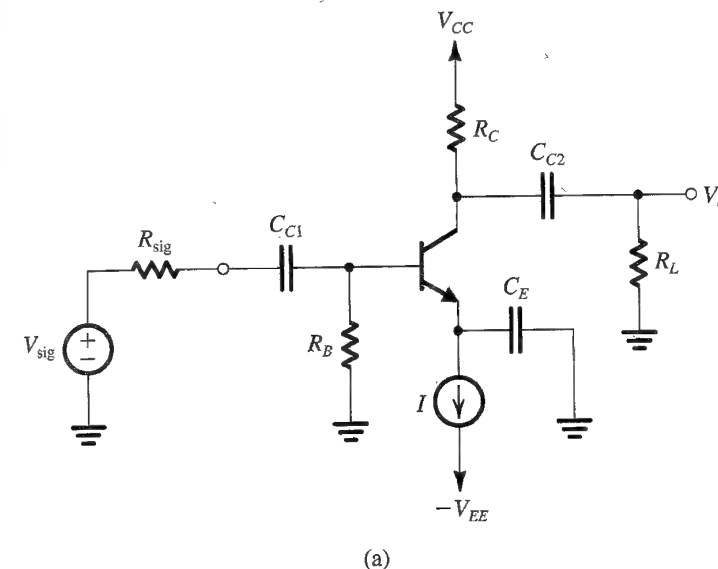 V_CC
R_C
C_C2
V
R_sig
C_C1
R_L
C_E
V_sig
+
−
R_B
I
−V_EE
(a)